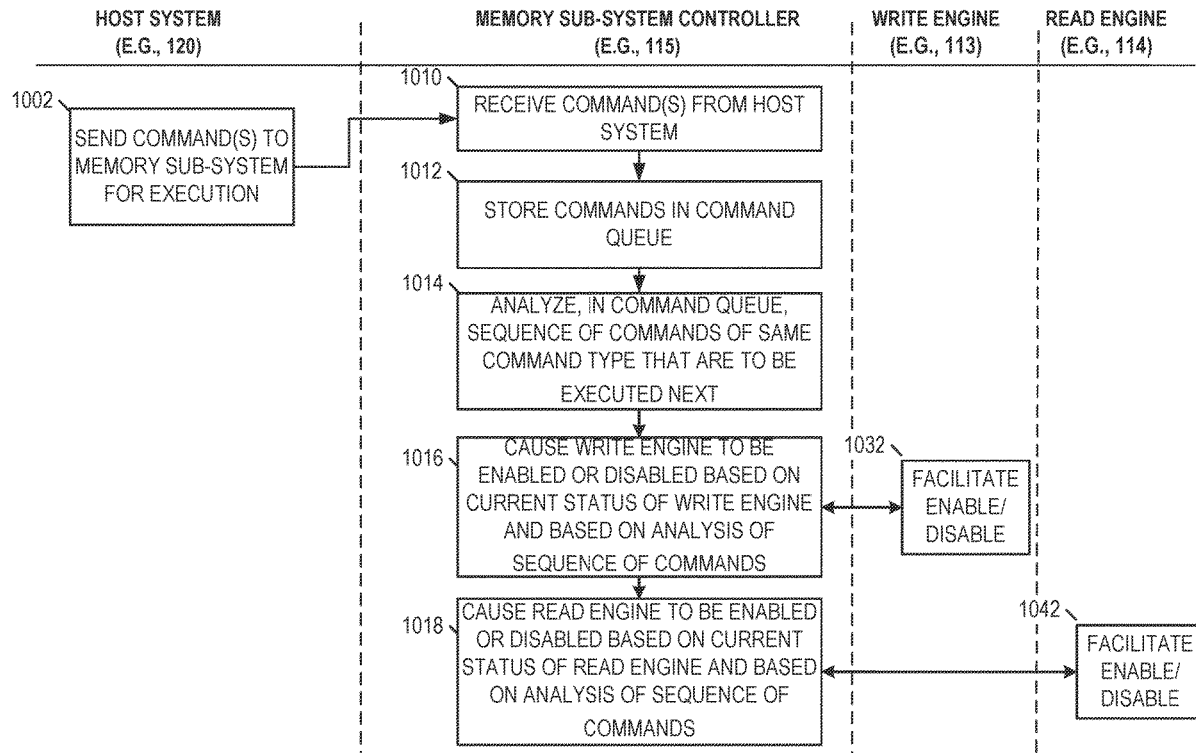 HOST SYSTEM
(E.G., 120)
MEMORY SUB-SYSTEM CONTROLLER
(E.G., 115)
WRITE ENGINE
(E.G., 113)
READ ENGINE
(E.G., 114)
1002
SEND COMMAND(S) TO
MEMORY SUB-SYSTEM
FOR EXECUTION
1010
RECEIVE COMMAND(S) FROM HOST
SYSTEM
1012
STORE COMMANDS IN COMMAND
QUEUE
1014
ANALYZE, IN COMMAND QUEUE,
SEQUENCE OF COMMANDS OF SAME
COMMAND TYPE THAT ARE TO BE
EXECUTED NEXT
1016
CAUSE WRITE ENGINE TO BE
ENABLED OR DISABLED BASED ON
CURRENT STATUS OF WRITE ENGINE
AND BASED ON ANALYSIS OF
SEQUENCE OF COMMANDS
1032
FACILITATE
ENABLE/
DISABLE
1018
CAUSE READ ENGINE TO BE ENABLED
OR DISABLED BASED ON CURRENT
STATUS OF READ ENGINE AND BASED
ON ANALYSIS OF SEQUENCE OF
COMMANDS
1042
FACILITATE
ENABLE/
DISABLE